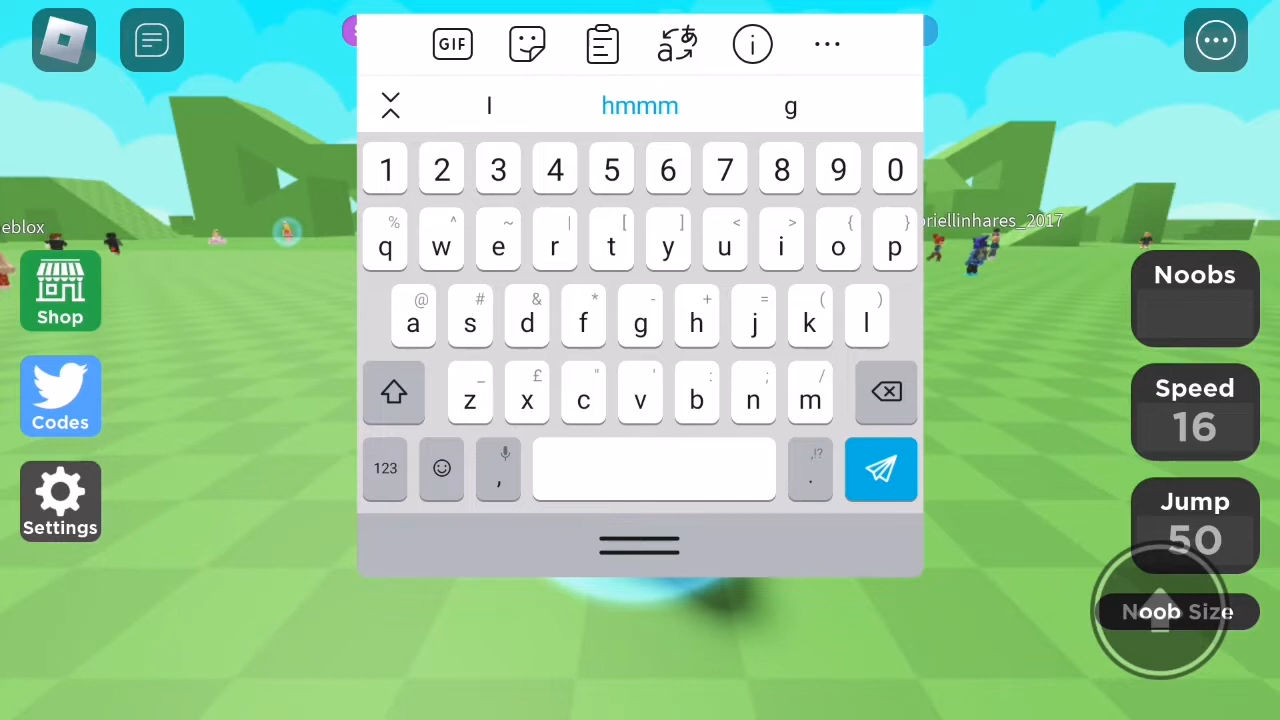 GIF
l hmmm g
1 2 3 4 5 6 7 8 9 0
% ^ ~ | [ ] < > { }
q w e r t y u i o p
@ # & * - + = ( )
a s d f g h j k l
_ £ " ' : ; /
z x c v b n m
123 , ,!? .
eblox
briellinhares_2017
Shop
Codes
Settings
Noobs
Speed
16
Jump
50
Noob Size